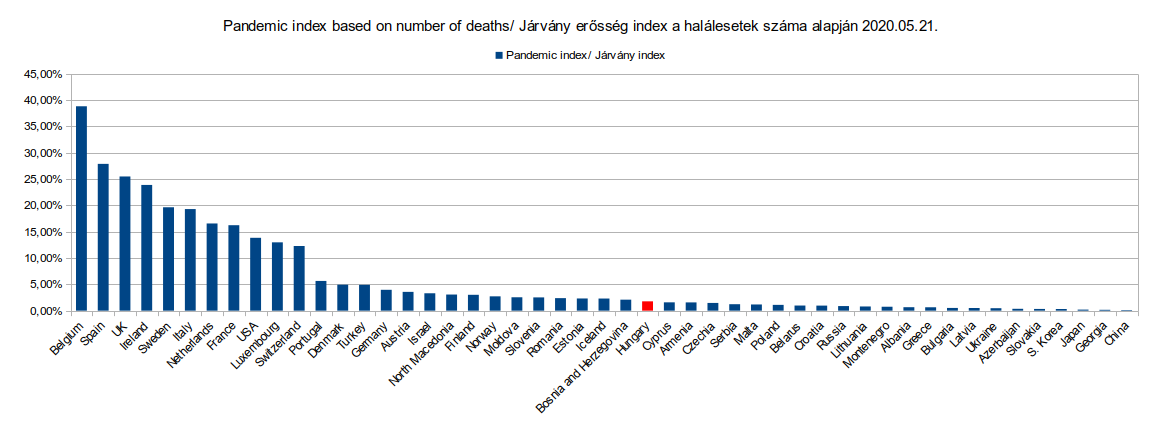 Pandemic index based on number of deaths/ Járvány erősség index a halálesetek száma alapján 2020.05.21.
Pandemic index/ Járvány index
45,00%
40,00%
35,00%
30,00%
25,00%
20,00%
15,00%
10,00%
5,00%
0,00%
Belgium
Spain
UK
Ireland
Sweden
Italy
Netherlands
France
USA
Luxembourg
Switzerland
Portugal
Denmark
Turkey
Germany
Austria
Israel
North Macedonia
Finland
Norway
Moldova
Slovenia
Romania
Estonia
Iceland
Bosnia and Herzegovina
Hungary
Cyprus
Armenia
Czechia
Serbia
Malta
Poland
Belarus
Croatia
Russia
Lithuania
Montenegro
Albania
Greece
Bulgaria
Latvia
Ukraine
Azerbaijan
Slovakia
S. Korea
Japan
Georgia
China